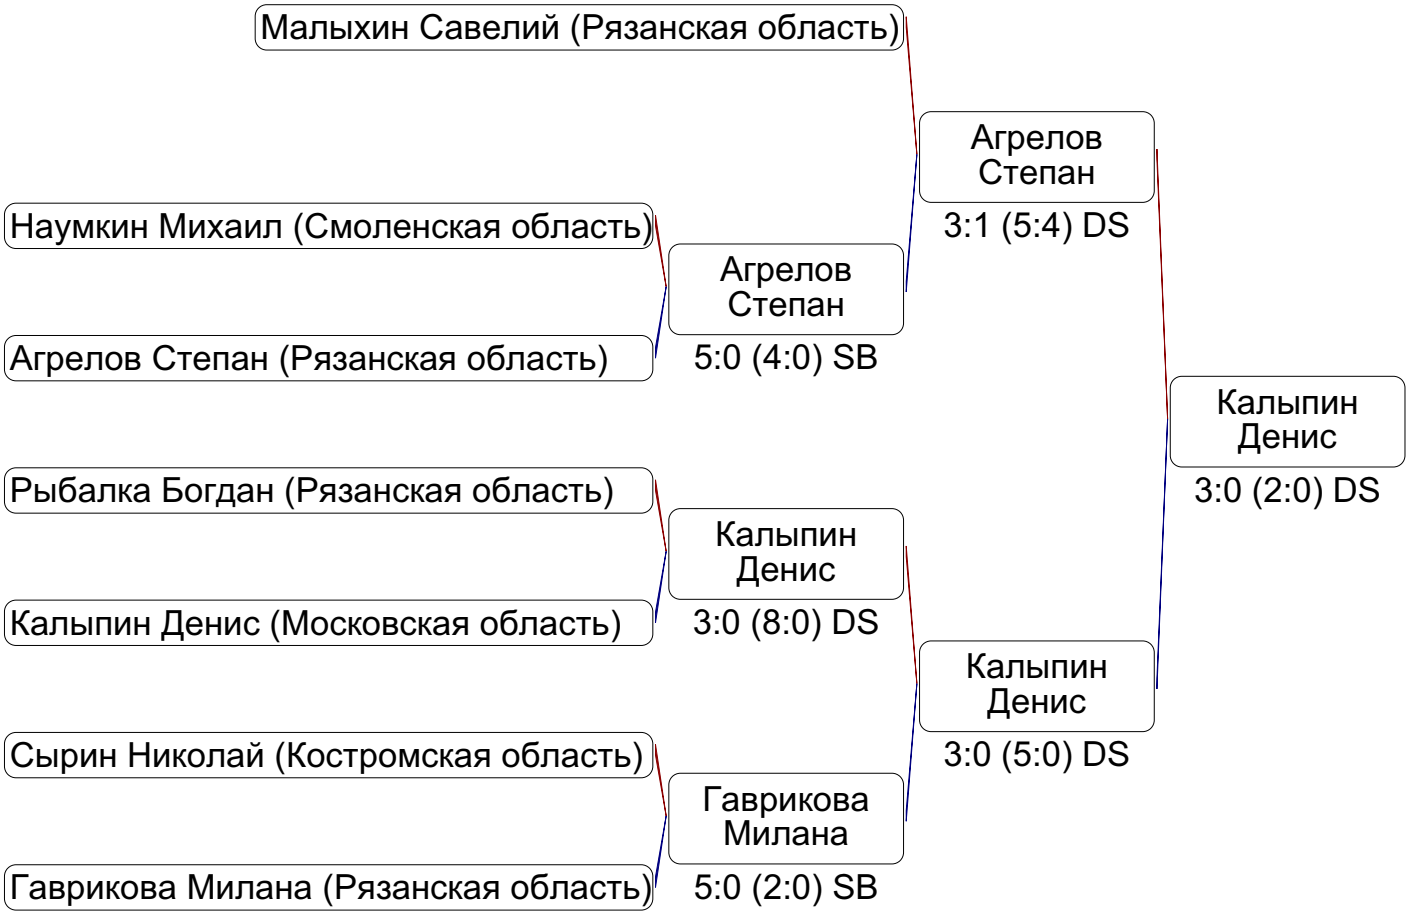 Малыхин Савелий (Рязанская область)
Агрелов
Степан
3:1 (5:4) DS
Наумкин Михаил (Смоленская область)
Агрелов
Степан
5:0 (4:0) SB
Агрелов Степан (Рязанская область)
Калыпин
Денис
3:0 (2:0) DS
Рыбалка Богдан (Рязанская область)
Калыпин
Денис
3:0 (8:0) DS
Калыпин Денис (Московская область)
Калыпин
Денис
3:0 (5:0) DS
Сырин Николай (Костромская область)
Гаврикова
Милана
5:0 (2:0) SB
Гаврикова Милана (Рязанская область)